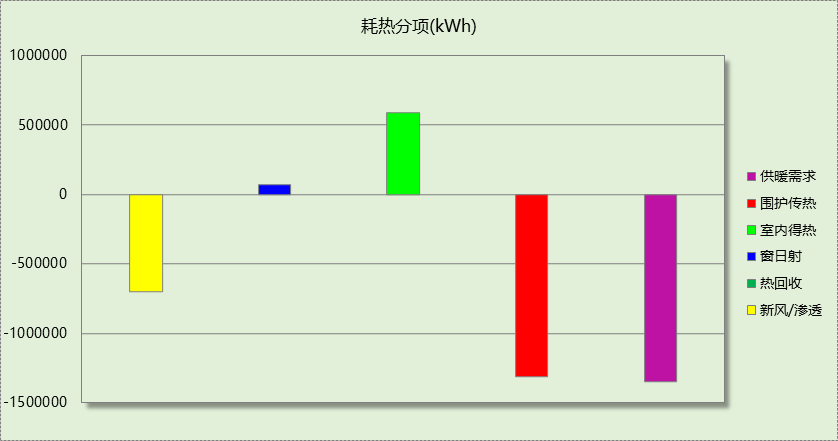 耗热分项(kWh)
1000000
500000
0
-500000
-1000000
-1500000
供暖需求
围护传热
室内得热
窗日射
热回收
新风/渗透